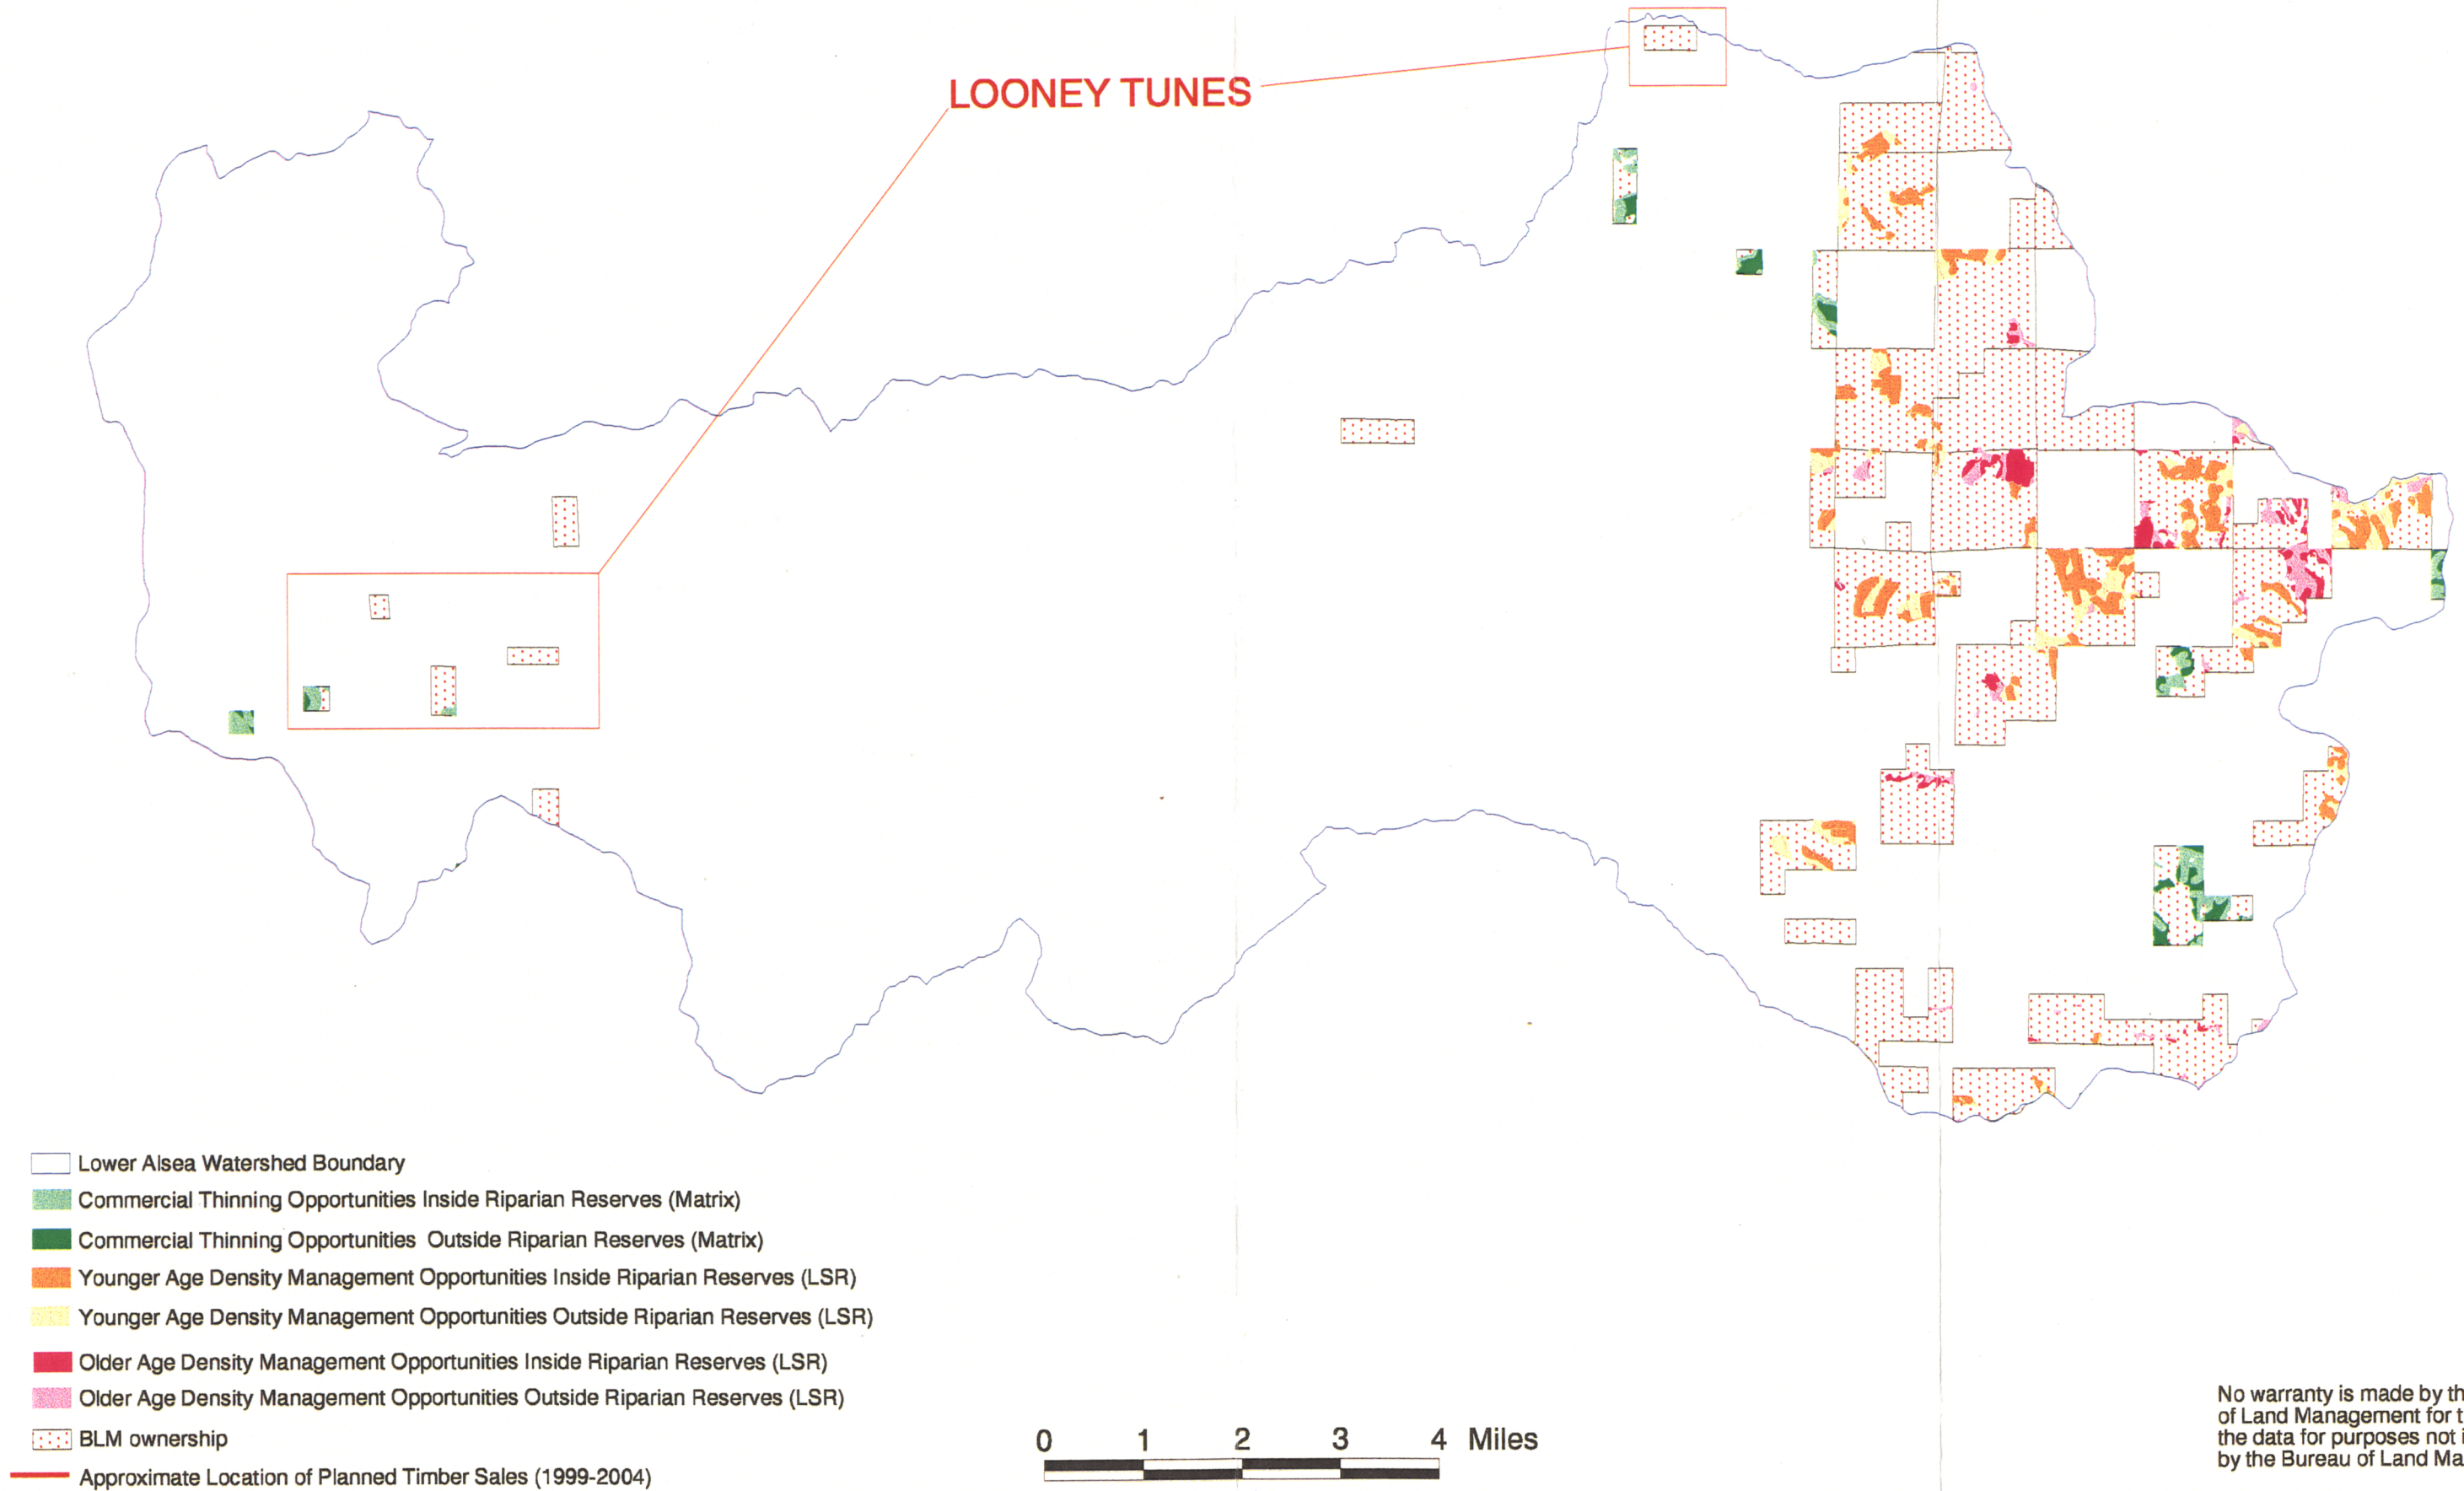 LOONEY TUNES
Lower Alsea Watershed Boundary
Commercial Thinning Opportunities Inside Riparian Reserves (Matrix)
Commercial Thinning Opportunities Outside Riparian Reserves (Matrix)
Younger Age Density Management Opportunities Inside Riparian Reserves (LSR)
Younger Age Density Management Opportunities Outside Riparian Reserves (LSR)
Older Age Density Management Opportunities Inside Riparian Reserves (LSR)
Older Age Density Management Opportunities Outside Riparian Reserves (LSR)
BLM ownership
Approximate Location of Planned Timber Sales (1999-2004)
0 1 2 3 4 Miles
No warranty is made by th
of Land Management for t
the data for purposes not i
by the Bureau of Land Ma